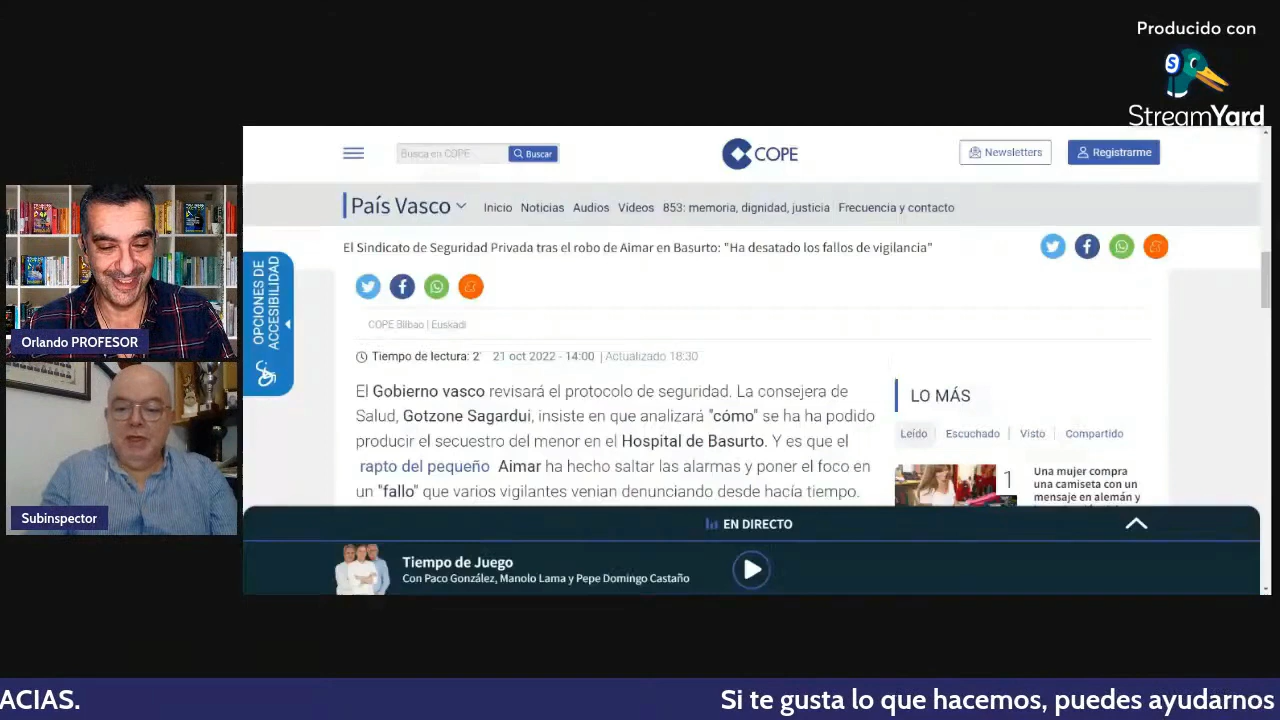 Producido con
StreamYard
Busca en COPE
Buscar
COPE
Newsletters
Registrarme
País Vasco
Inicio Noticias Audios Vídeos 853: memoria, dignidad, justicia Frecuencia y contacto
El Sindicato de Seguridad Privada tras el robo de Aimar en Basurto: "Ha desatado los fallos de vigilancia"
OPCIONES DE
ACCESIBILIDAD
COPE Bilbao | Euskadi
Tiempo de lectura: 2' 21 oct 2022 - 14:00 | Actualizado 18:30
El Gobierno vasco revisará el protocolo de seguridad. La consejera de
Salud, Gotzone Sagardui, insiste en que analizará "cómo" se ha ha podido
producir el secuestro del menor en el Hospital de Basurto. Y es que el
rapto del pequeño Aimar ha hecho saltar las alarmas y poner el foco en
un "fallo" que varios vigilantes venian denunciando desde hacía tiempo.
LO MÁS
Leído | Escuchado | Visto | Compartido
1
Una mujer compra
una camiseta con un
mensaje en alemán y
Orlando PROFESOR
Subinspector
EN DIRECTO
Tiempo de Juego
Con Paco González, Manolo Lama y Pepe Domingo Castaño
ACIAS.
Si te gusta lo que hacemos, puedes ayudarnos